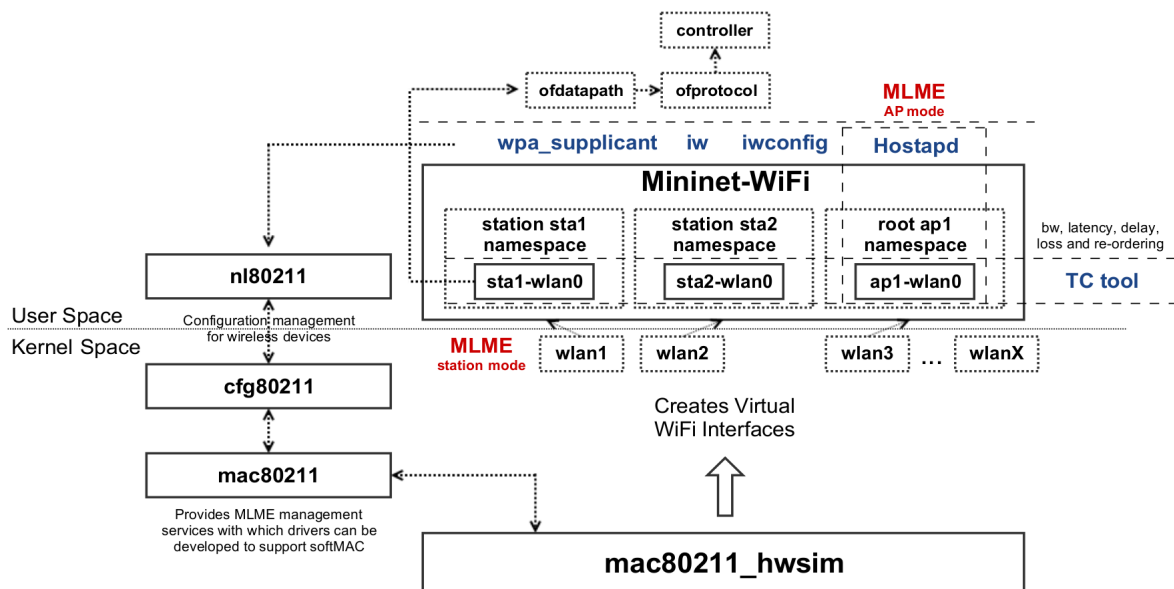 controller
ofdatapath
ofprotocol
MLME
AP mode
wpa_supplicant iw iwconfig Hostapd
Mininet-WiFi
station sta1
namespace
station sta2
namespace
root ap1
namespace
bw, latency, delay,
loss and re-ordering
sta1-wlan0
sta2-wlan0
ap1-wlan0
TC tool
nl80211
User Space
Configuration management
for wireless devices
Kernel Space
MLME
station mode
wlan1
wlan2
wlan3
...
wlanX
cfg80211
Creates Virtual
WiFi Interfaces
mac80211
Provides MLME management
services with which drivers can be
developed to support softMAC
mac80211_hwsim